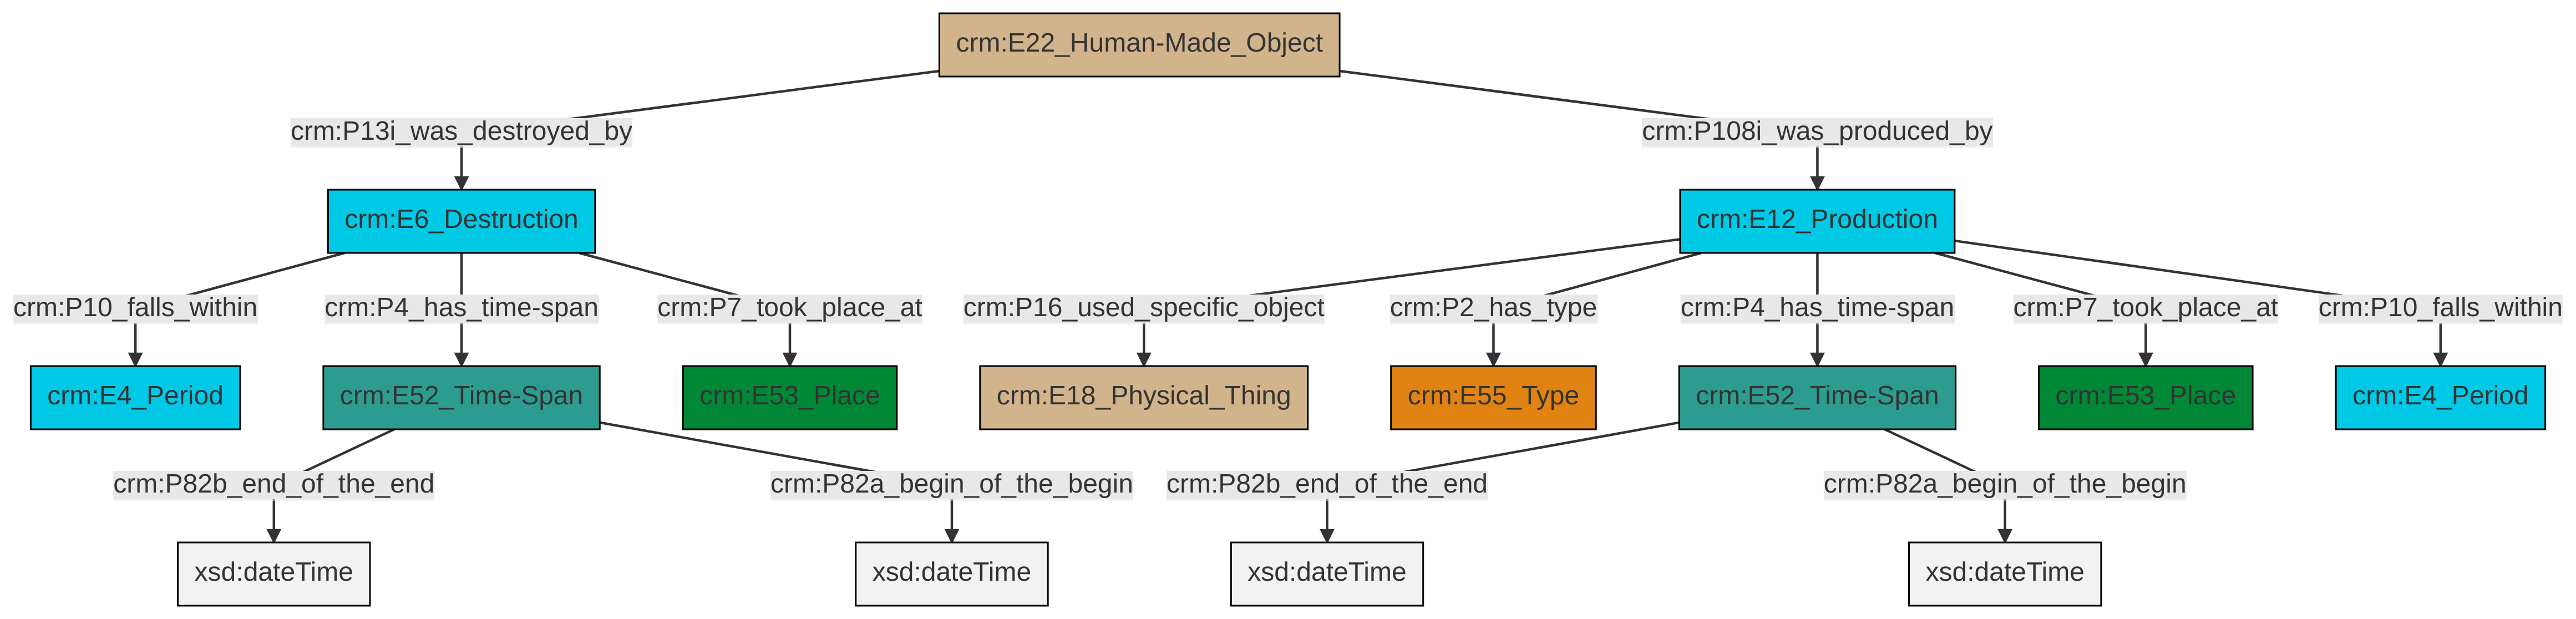 crm:E22_Human-Made_Object
crm:P13i_was_destroyed_by
crm:P108i_was_produced_by
crm:E6_Destruction
crm:E12_Production
crm:P10_falls_within
crm:P4_has_time-span
crm:P7_took_place_at
crm:P16_used_specific_object
crm:P2_has_type
crm:P4_has_time-span
crm:P7_took_place_at
crm:P10_falls_within
crm:E4_Period
crm:E52_Time-Span
crm:E53_Place
crm:E18_Physical_Thing
crm:E55_Type
crm:E52_Time-Span
crm:E53_Place
crm:E4_Period
crm:P82b_end_of_the_end
crm:P82a_begin_of_the_begin
crm:P82b_end_of_the_end
crm:P82a_begin_of_the_begin
xsd:dateTime
xsd:dateTime
xsd:dateTime
xsd:dateTime